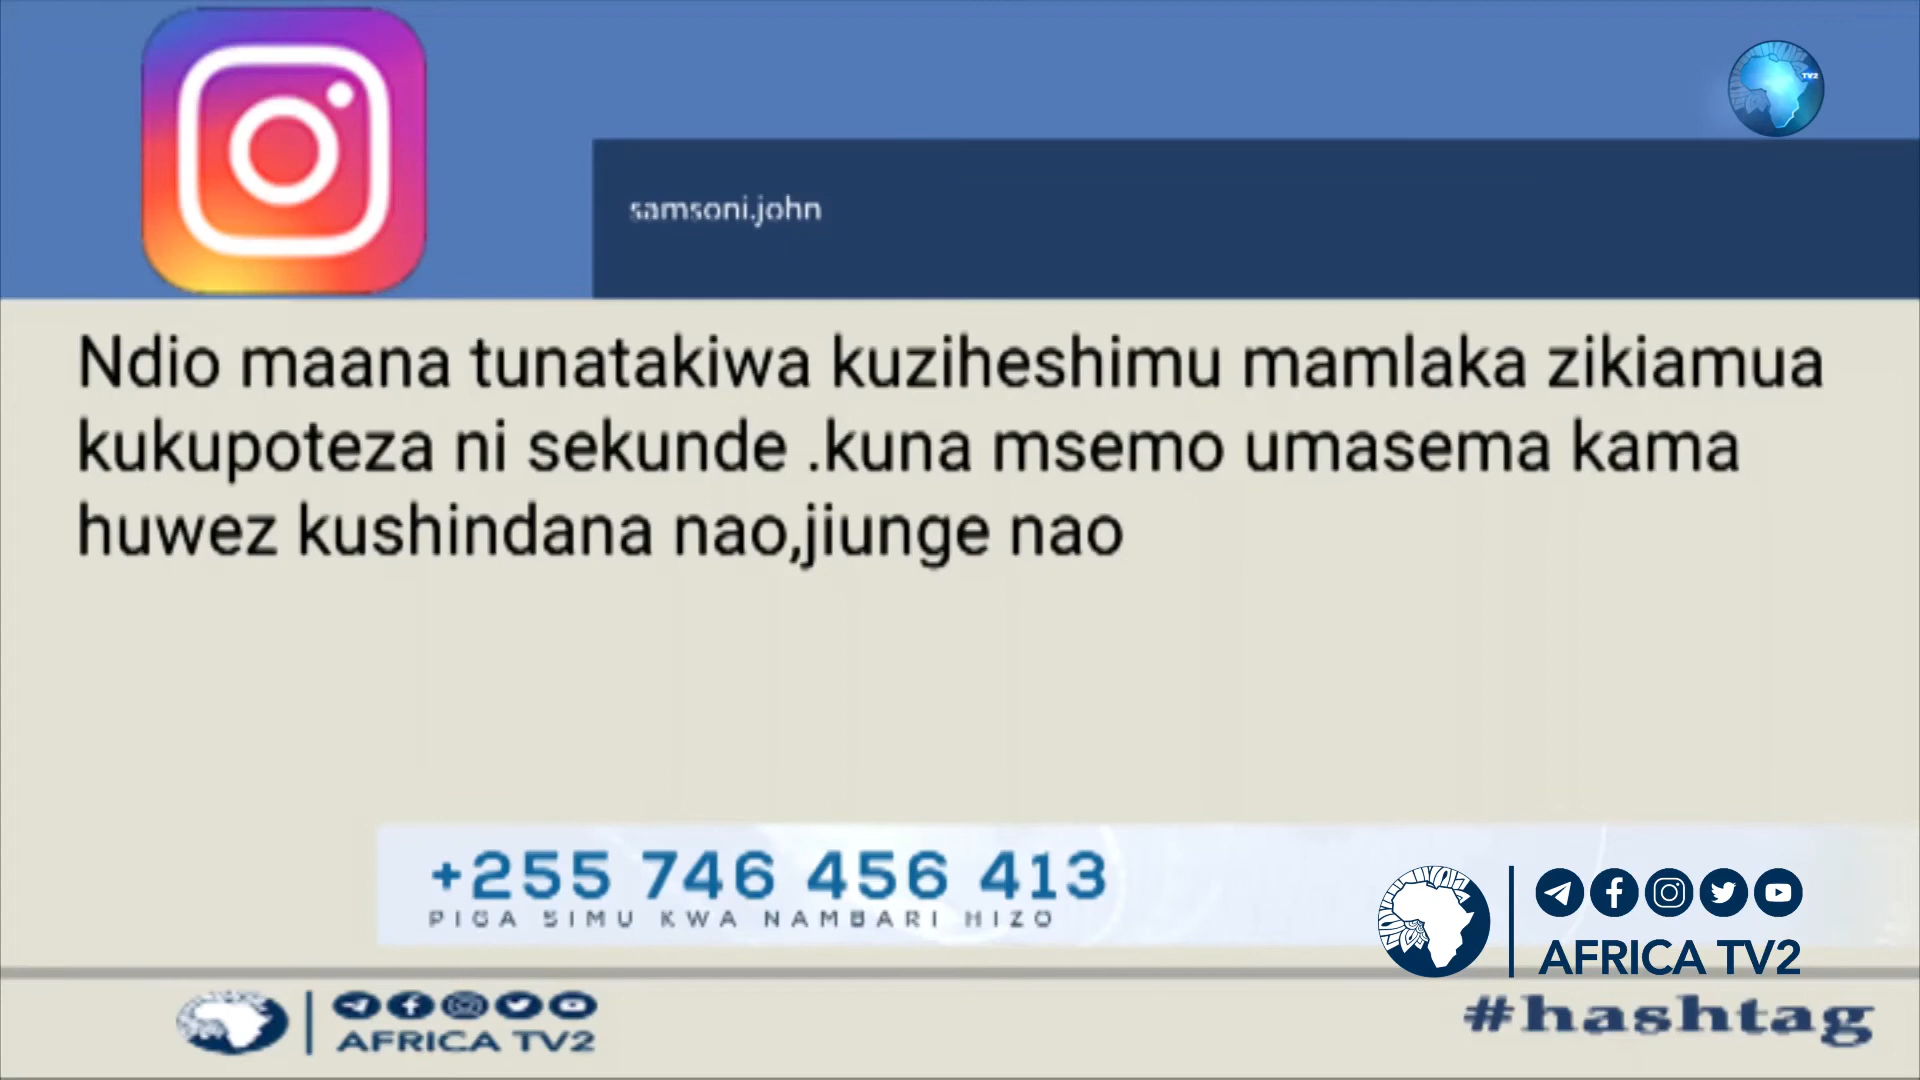 TV2
samsoni.john
Ndio maana tunatakiwa kuziheshimu mamlaka zikiamua
kukupoteza ni sekunde .kuna msemo umasema kama
huwez kushindana nao,jiunge nao
+255 746 456 413
PIGA SIMU KWA NAMBARI HIZO
AFRICA TV2
AFRICA TV2
#hashtag